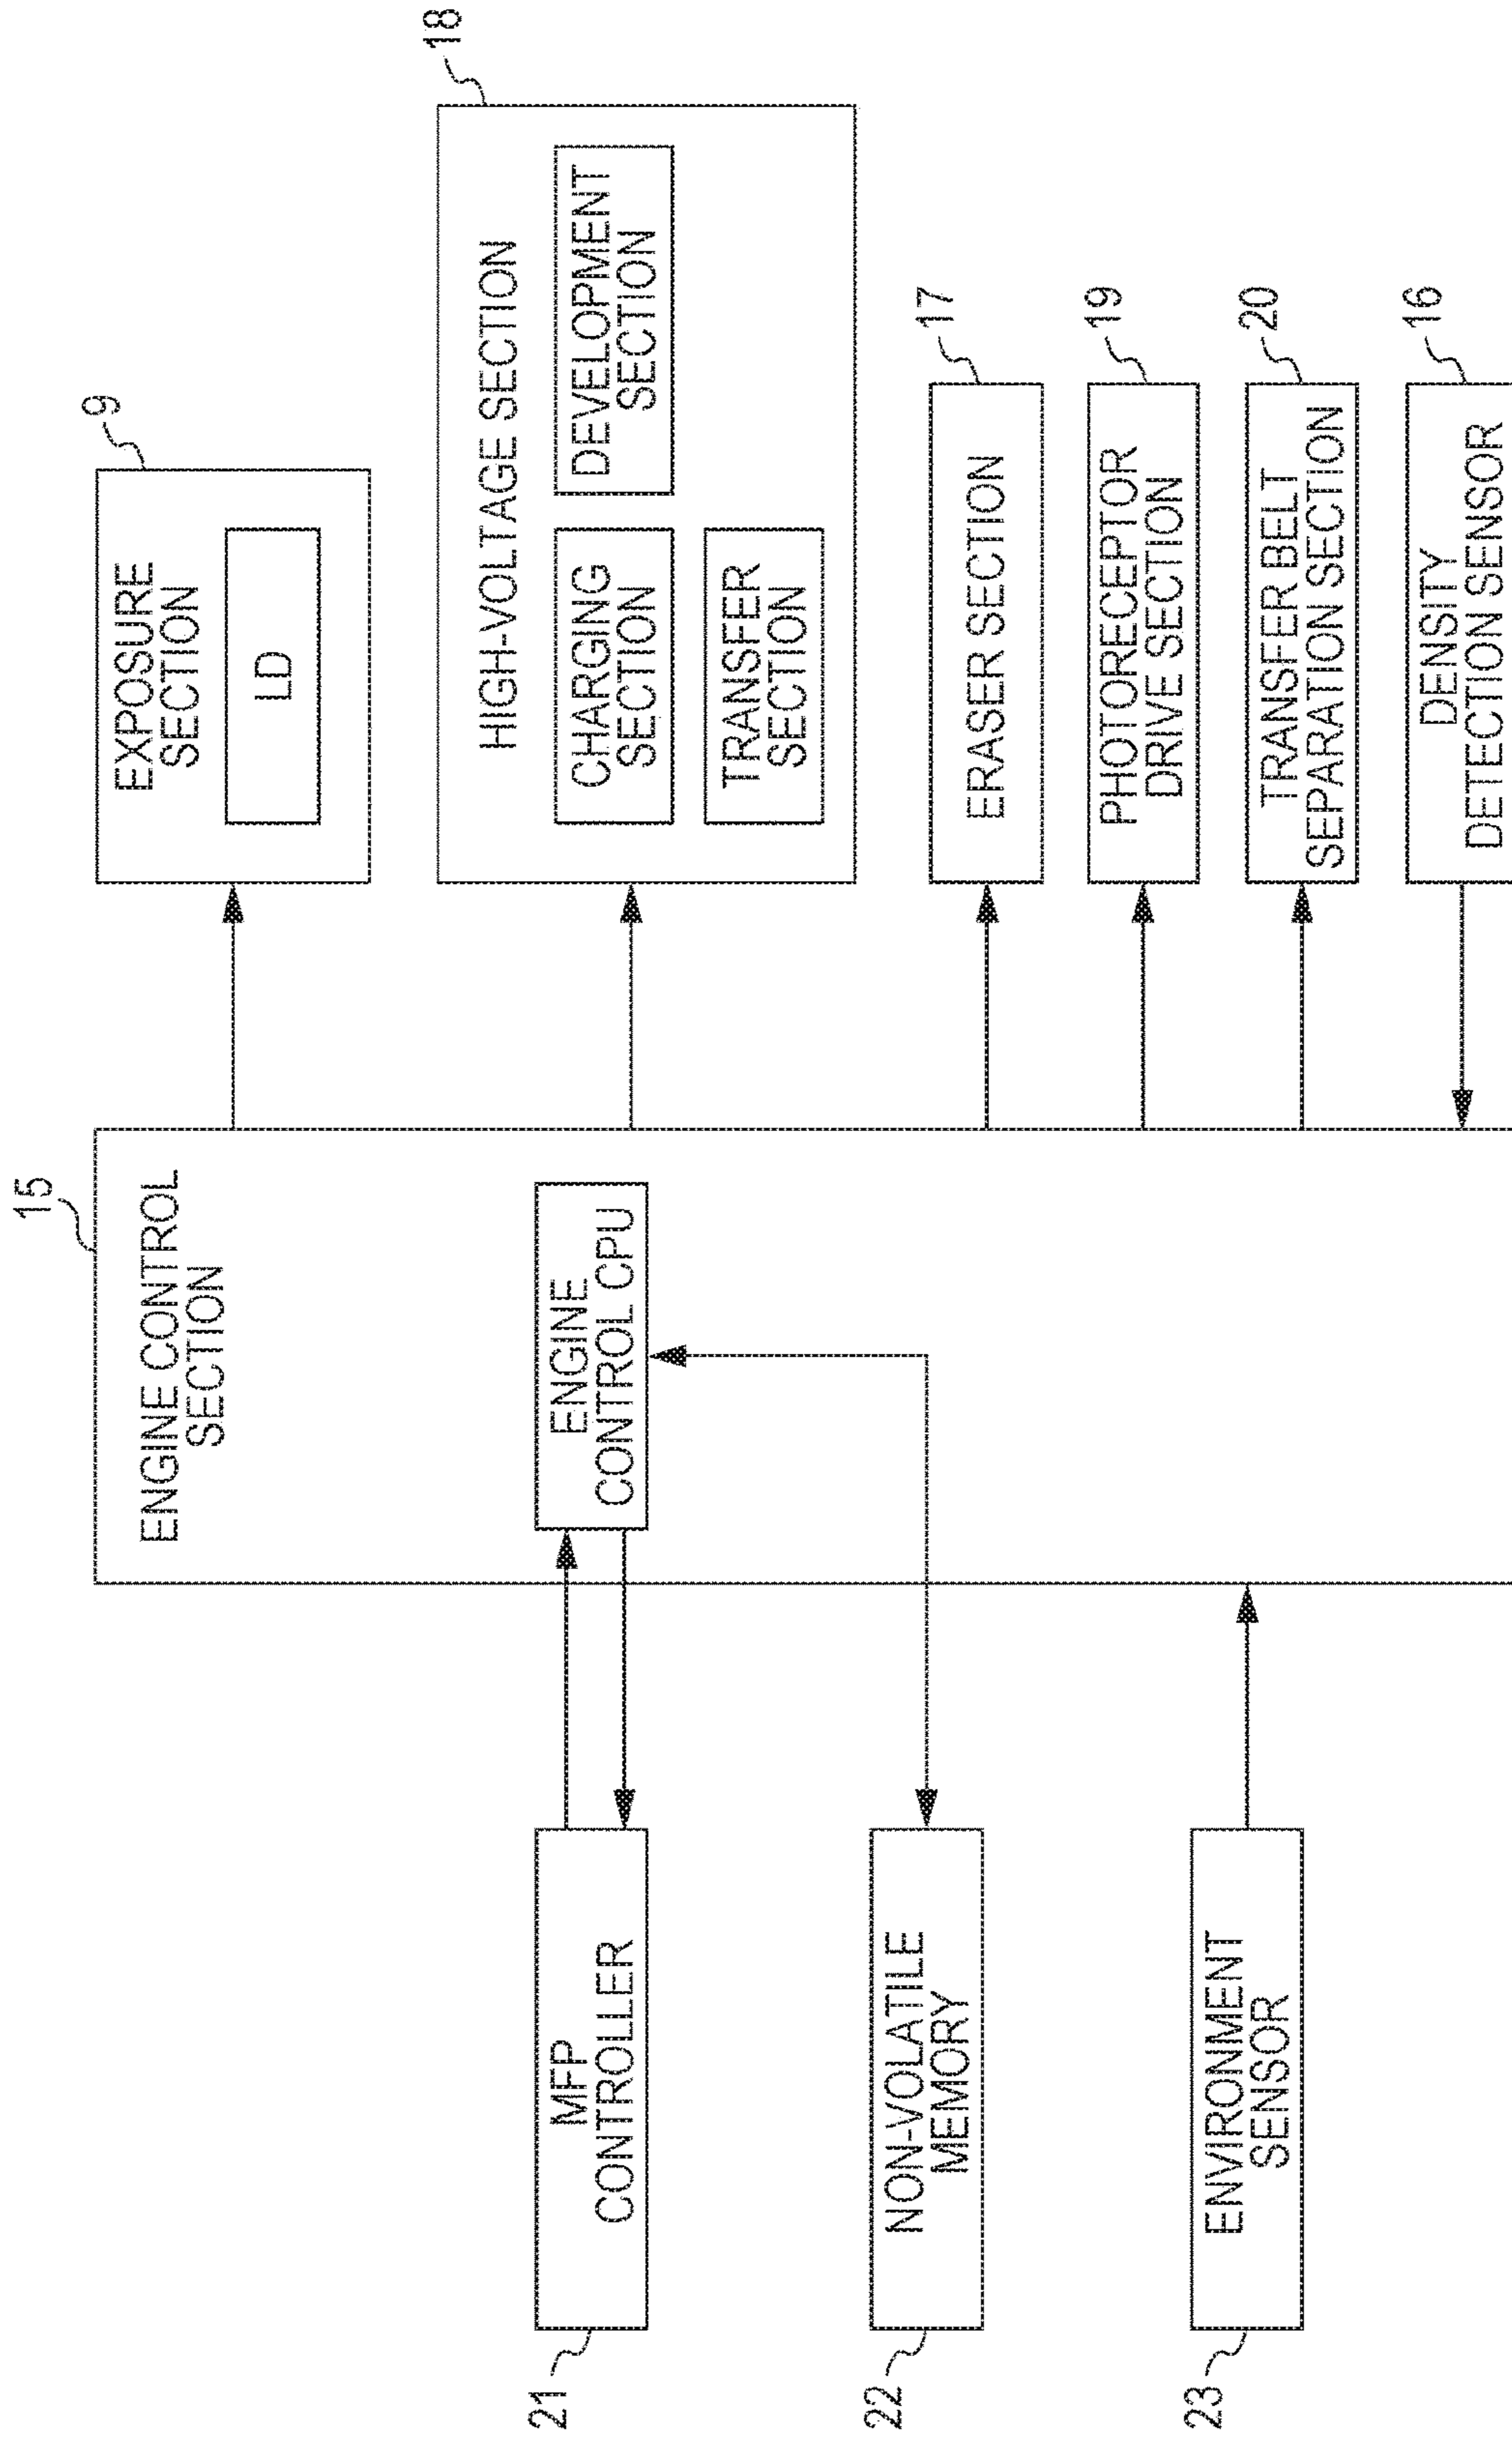 15
ENGINE CONTROL
SECTION
ENGINE
CONTROL CPU
21
MFP
CONTROLLER
22
NON-VOLATILE
MEMORY
23
ENVIRONMENT
SENSOR
9
EXPOSURE
SECTION
LD
18
HIGH-VOLTAGE SECTION
CHARGING
SECTION
DEVELOPMENT
SECTION
TRANSFER
SECTION
17
ERASER SECTION
19
PHOTORECEPTOR
DRIVE SECTION
20
TRANSFER BELT
SEPARATION SECTION
16
DENSITY
DETECTION SENSOR